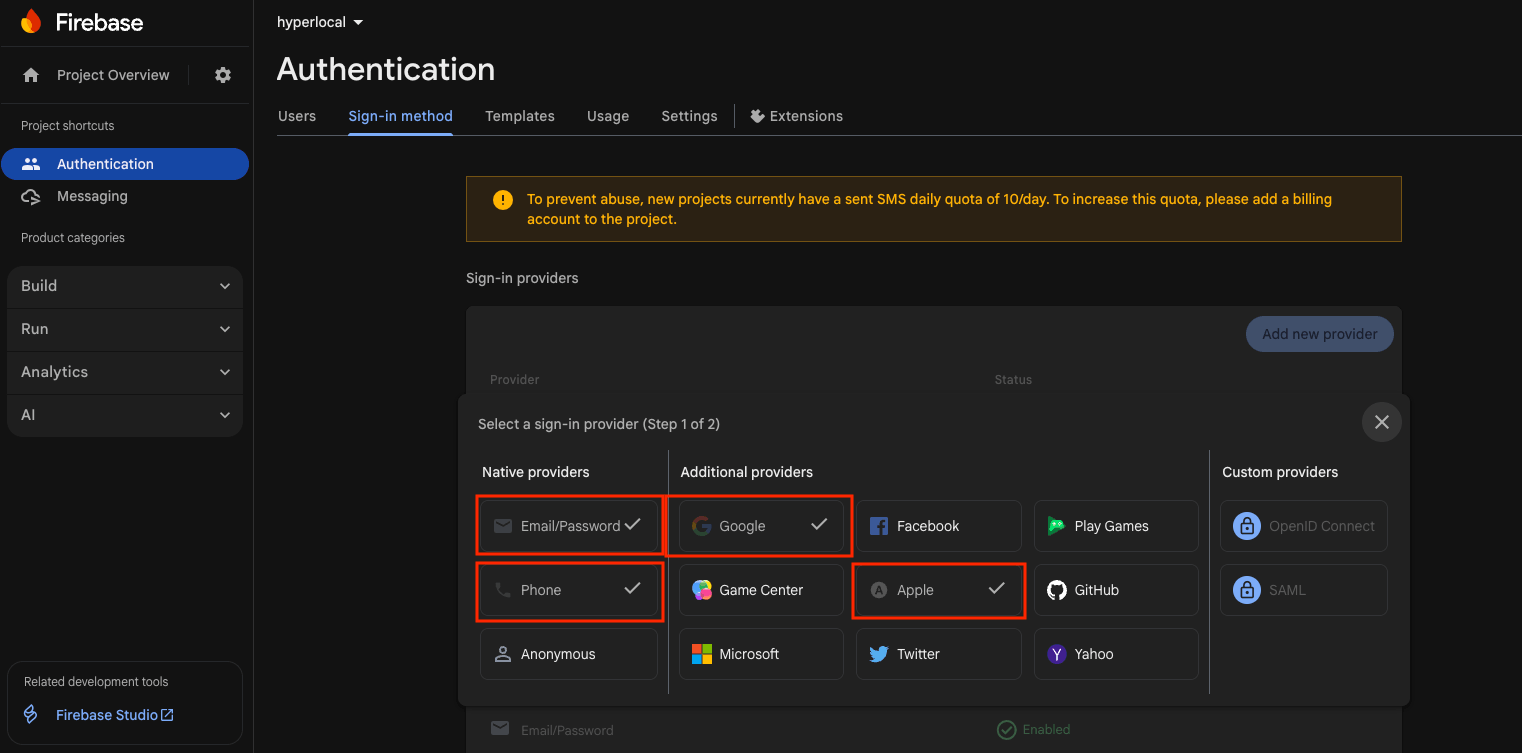 Firebase
Project Overview
Project shortcuts
Authentication
Messaging
Product categories
Build
Run
Analytics
AI
Related development tools
Firebase Studio
hyperlocal
Authentication
Users
Sign-in method
Templates
Usage
Settings
Extensions
To prevent abuse, new projects currently have a sent SMS daily quota of 10/day. To increase this quota, please add a billing
account to the project.
Sign-in providers
Add new provider
Provider
Status
Select a sign-in provider (Step 1 of 2)
Native providers
Email/Password
Phone
Anonymous
Additional providers
Google
Facebook
Play Games
Game Center
Apple
GitHub
Microsoft
Twitter
Yahoo
Custom providers
OpenID Connect
SAML
Email/Password
Enabled